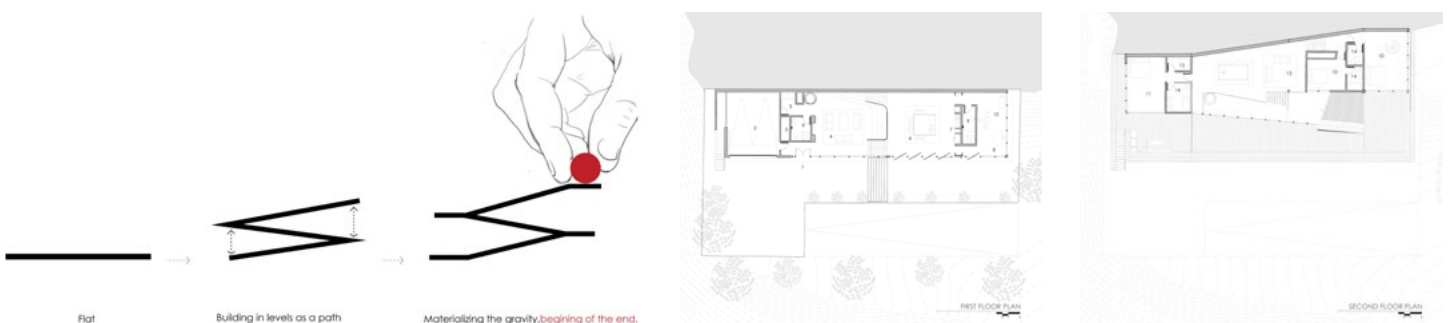 Flat
Building in levels as a path
Materializing the gravity.begining of the end.
FIRST FLOOR PLAN
SECOND FLOOR PLAN